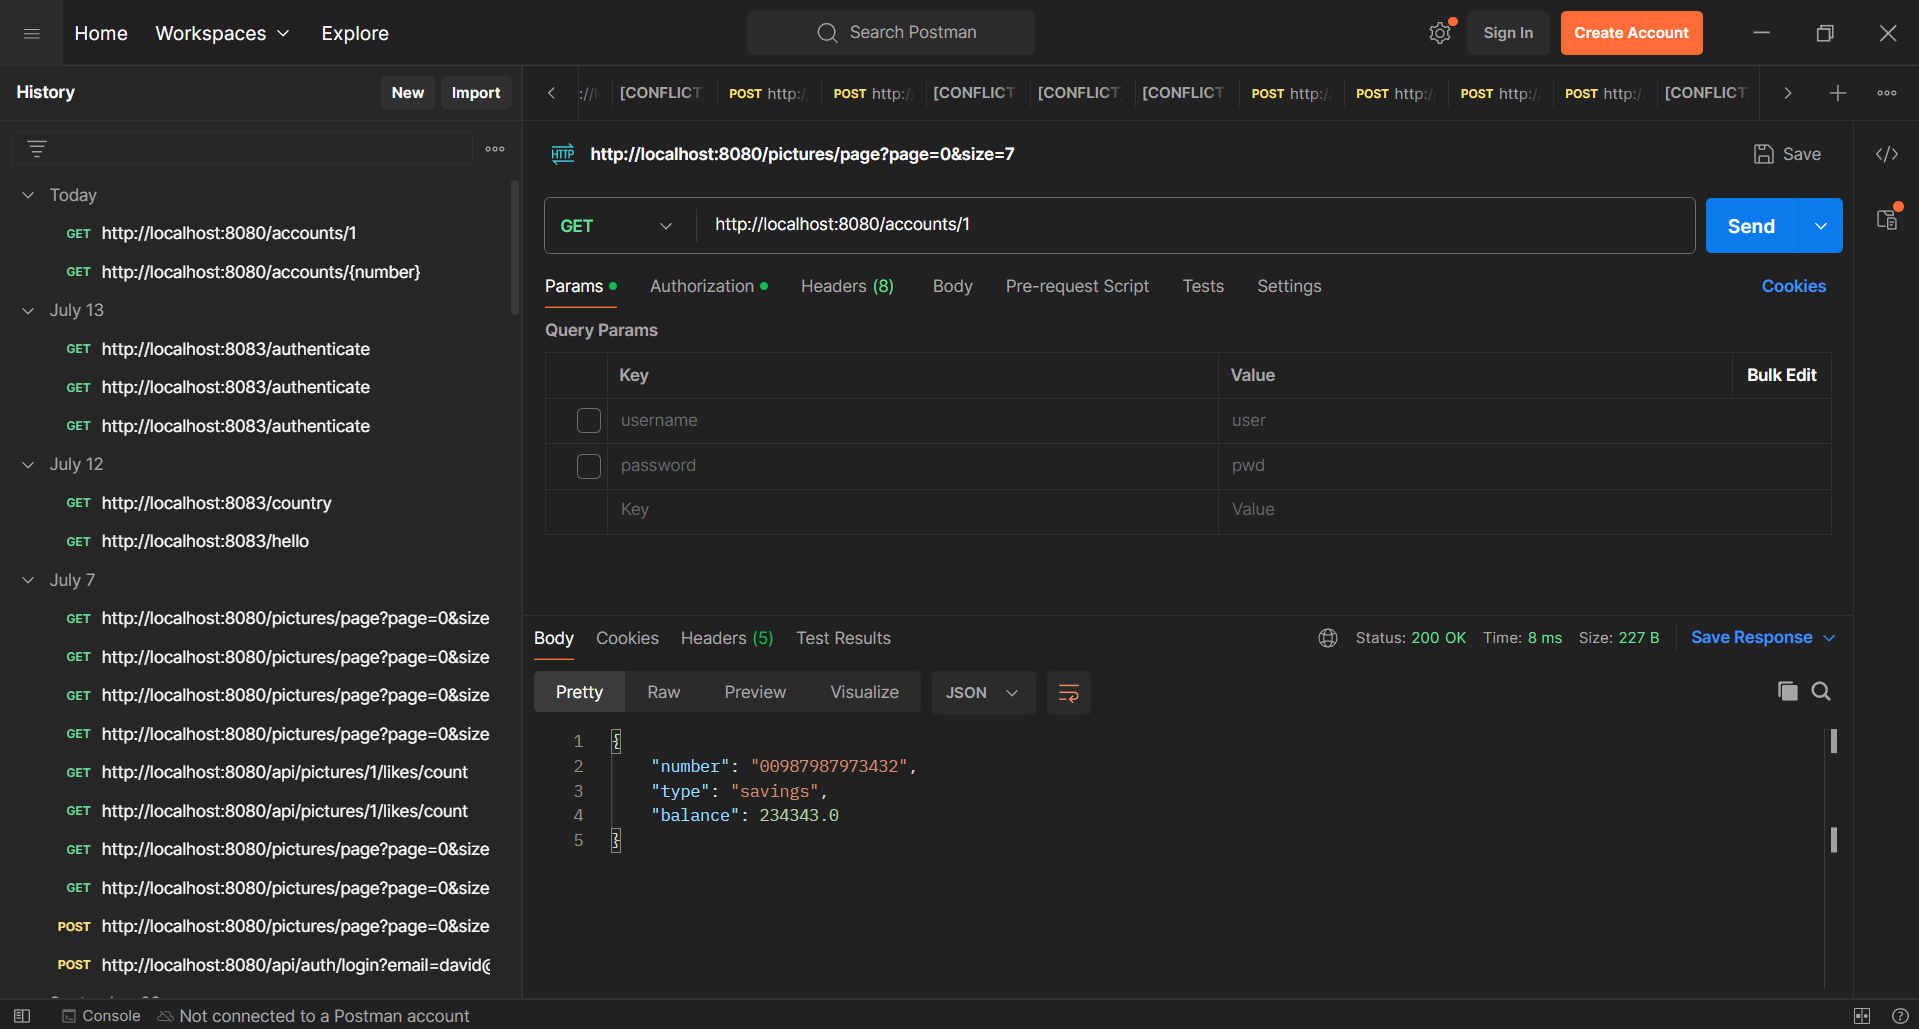 Home Workspaces Explore Search Postman Sign In Create Account
History New Import
[CONFLICT POST http:/ POST http:/ [CONFLICT [CONFLICT [CONFLICT POST http:/ POST http:/ POST http:/ POST http:/ [CONFLICT
HTTP http://localhost:8080/pictures/page?page=0&size=7 Save
GET http://localhost:8080/accounts/1 Send
Params Authorization Headers (8) Body Pre-request Script Tests Settings Cookies
Query Params
Key Value Bulk Edit
username user
password pwd
Key Value
Today
GET http://localhost:8080/accounts/1
GET http://localhost:8080/accounts/{number}
July 13
GET http://localhost:8083/authenticate
GET http://localhost:8083/authenticate
GET http://localhost:8083/authenticate
July 12
GET http://localhost:8083/country
GET http://localhost:8083/hello
July 7
GET http://localhost:8080/pictures/page?page=0&size
GET http://localhost:8080/pictures/page?page=0&size
GET http://localhost:8080/pictures/page?page=0&size
GET http://localhost:8080/pictures/page?page=0&size
GET http://localhost:8080/api/pictures/1/likes/count
GET http://localhost:8080/api/pictures/1/likes/count
GET http://localhost:8080/pictures/page?page=0&size
GET http://localhost:8080/pictures/page?page=0&size
POST http://localhost:8080/pictures/page?page=0&size
POST http://localhost:8080/api/auth/login?email=david@
Body Cookies Headers (5) Test Results Status: 200 OK Time: 8 ms Size: 227 B Save Response
Pretty Raw Preview Visualize JSON
1 {
2 "number": "00987987973432",
3 "type": "savings",
4 "balance": 234343.0
5 }
Console Not connected to a Postman account